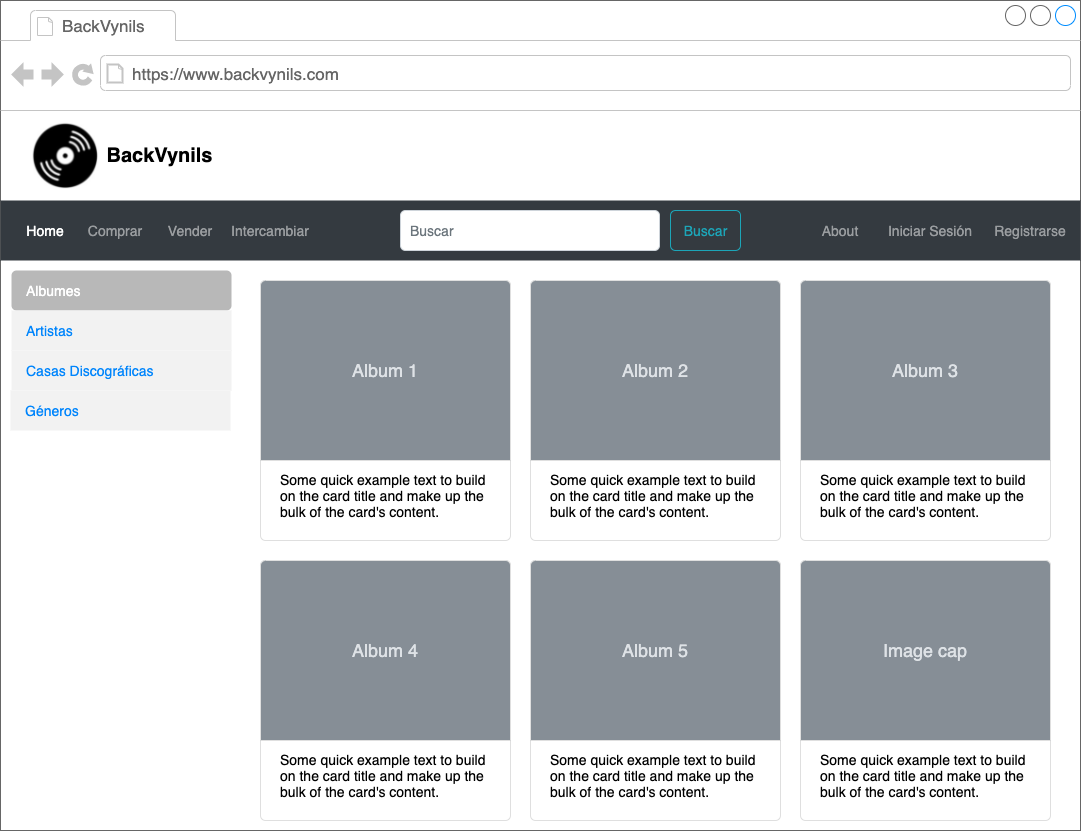 BackVynils
https://www.backvynils.com
BackVynils
Home Comprar Vender Intercambiar Buscar Buscar About Iniciar Sesión Registrarse
Albumes
Artistas
Casas Discográficas
Géneros
Album 1
Some quick example text to build
on the card title and make up the
bulk of the card's content.
Album 2
Some quick example text to build
on the card title and make up the
bulk of the card's content.
Album 3
Some quick example text to build
on the card title and make up the
bulk of the card's content.
Album 4
Some quick example text to build
on the card title and make up the
bulk of the card's content.
Album 5
Some quick example text to build
on the card title and make up the
bulk of the card's content.
Image cap
Some quick example text to build
on the card title and make up the
bulk of the card's content.